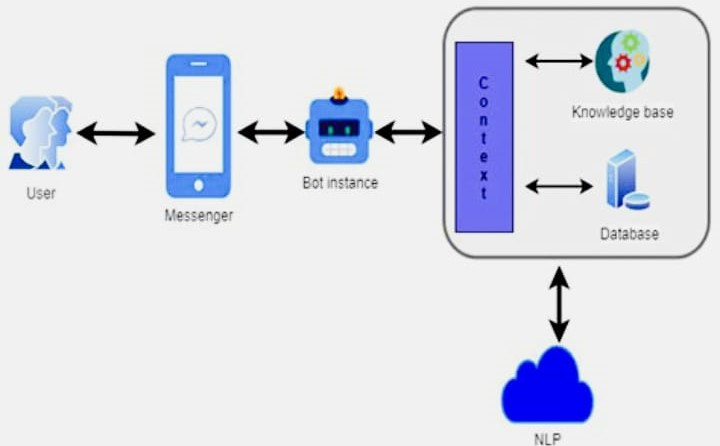 User
Messenger
Bot instance
Context
Knowledge base
Database
NLP